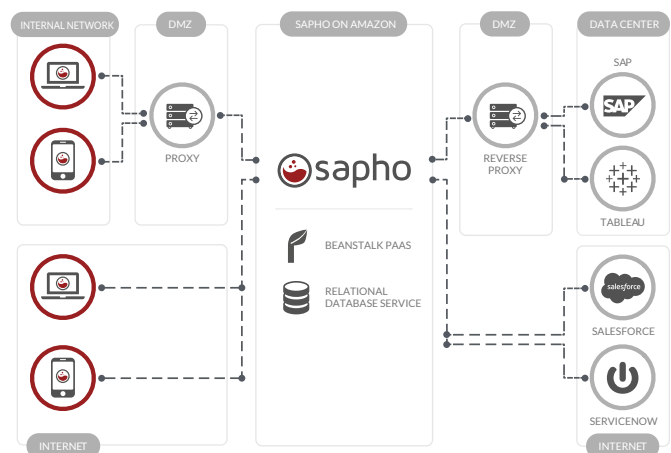 INTERNAL NETWORK
DMZ
SAPHO ON AMAZON
DMZ
DATA CENTER
SAP
SAP
PROXY
REVERSE
PROXY
sapho
TABLEAU
BEANSTALK PAAS
RELATIONAL
DATABASE SERVICE
salesforce
SALESFORCE
SERVICENOW
INTERNET
INTERNET